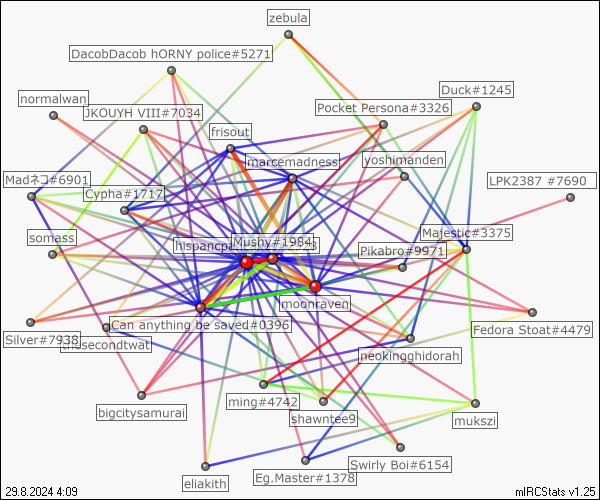 zebula
DacobDacob hORNY police#5271
Duck#1245
normalwan
JKOUYH VIII#7034
Pocket Persona#3326
frisout
marcemadness
yoshimanden
Madネコ#6901
Cypha#1717
LPK2387 #7690
Majestic#3375
somass
hispancpa
Mushy#1984
Pikabro#9971
moonraven
Can anything be saved#0396
Silver#7938
thesecondtwat
Fedora Stoat#4479
neokingghidorah
bigcitysamurai
ming#4742
shawntee9
mukszi
Swirly Boi#6154
eliakith
Eg.Master#1378
29.8.2024 4:09
mIRCStats v1.25